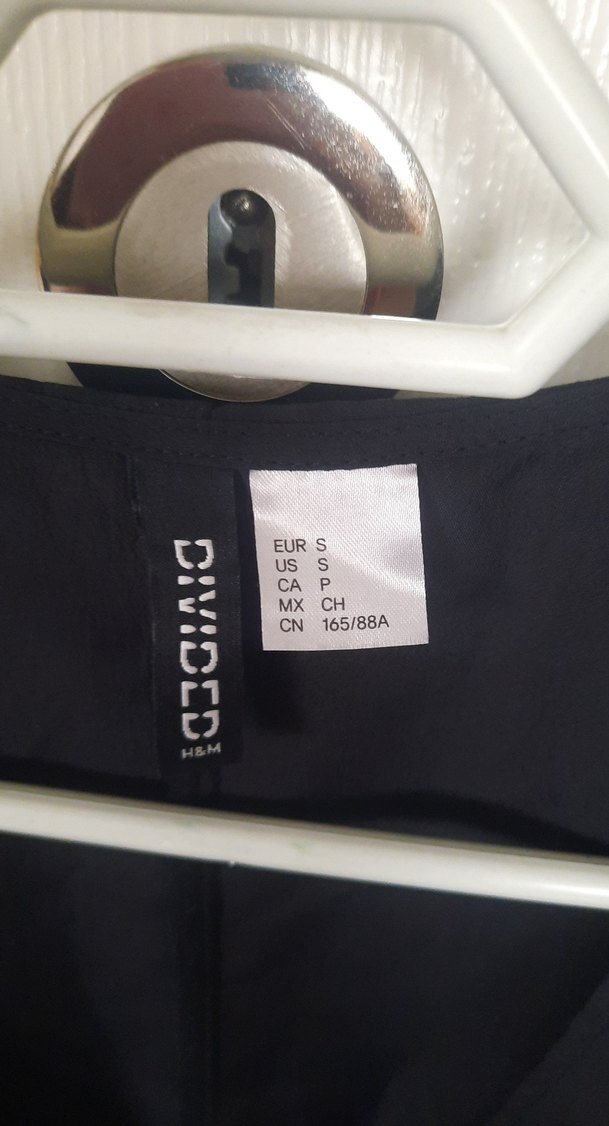 DIVIDED
H&M
EUR S
US S
CA P
MX CH
CN 165/88A